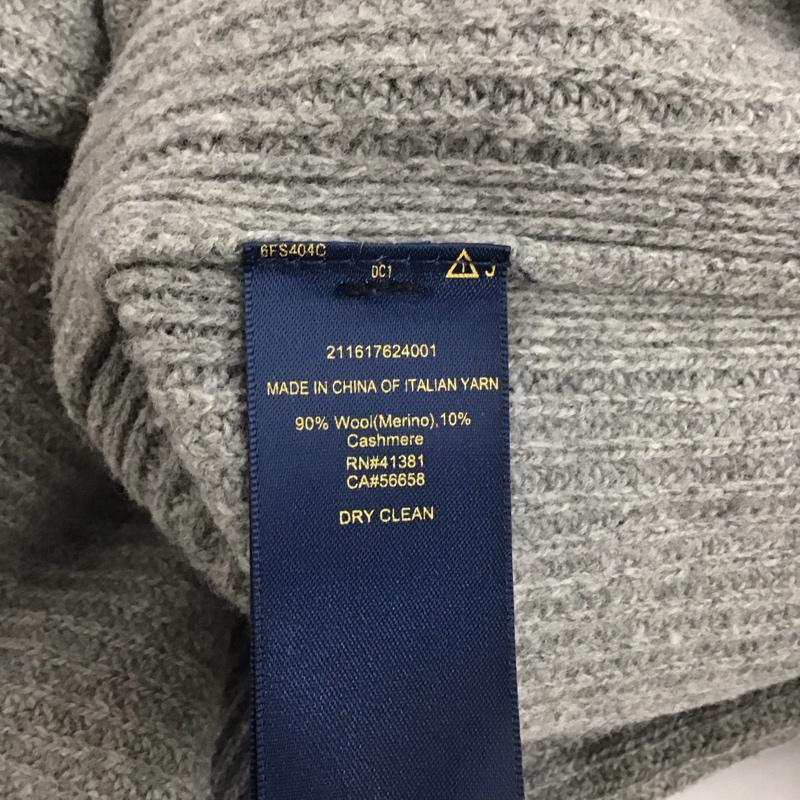 6FS404C
DC1
J
211617624001
MADE IN CHINA OF ITALIAN YARN
90% Wool(Merino),10%
Cashmere
RN#41381
CA#56658
DRY CLEAN